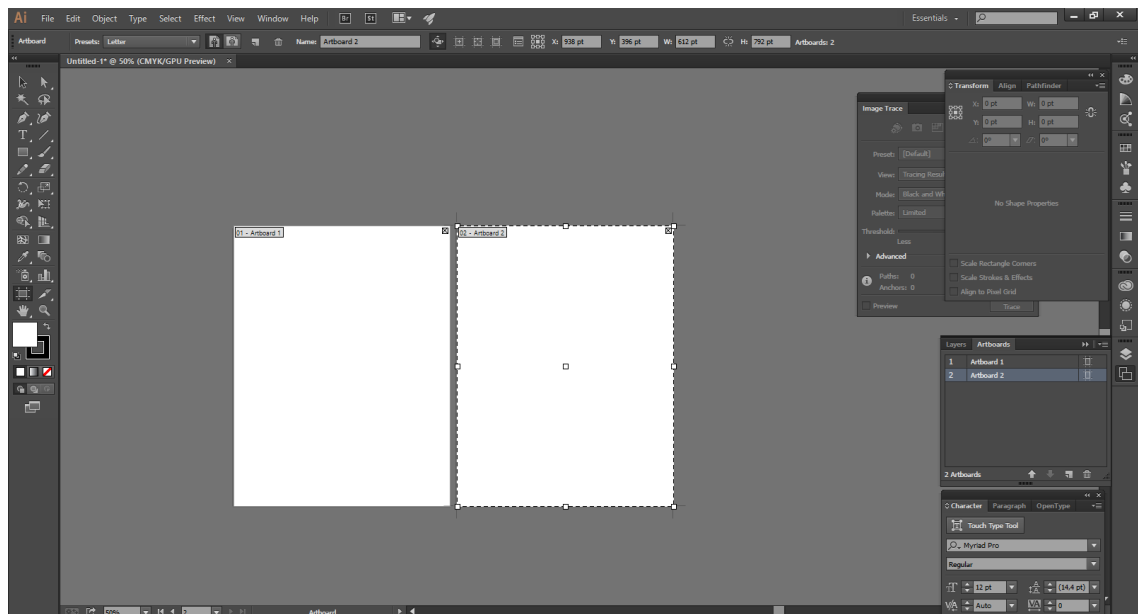 Ai File Edit Object Type Select Effect View Window Help Br St Essentials
Artboard Presets: Letter Name: Artboard 2 X: 938 pt Y: 396 pt W: 612 pt H: 792 pt Artboards: 2
Untitled-1* @ 50% (CMYK/GPU Preview) ×
Transform Align Pathfinder
X: 0 pt W: 0 pt
Y: 0 pt H: 0 pt
0° 0°
No Shape Properties
Scale Rectangle Corners
Scale Strokes & Effects
Align to Pixel Grid
Image Trace
Preset: [Default]
View: Tracing Resul
Mode: Black and Wh
Palette: Limited
Threshold:
Less
Advanced
Paths: 0
Anchors: 0
Preview Trace
01 - Artboard 1
02 - Artboard 2
Layers Artboards
1 Artboard 1
2 Artboard 2
2 Artboards
Character Paragraph OpenType
Touch Type Tool
Myriad Pro
Regular
12 pt (14.4 pt)
Auto 0
50% 2 Artboard